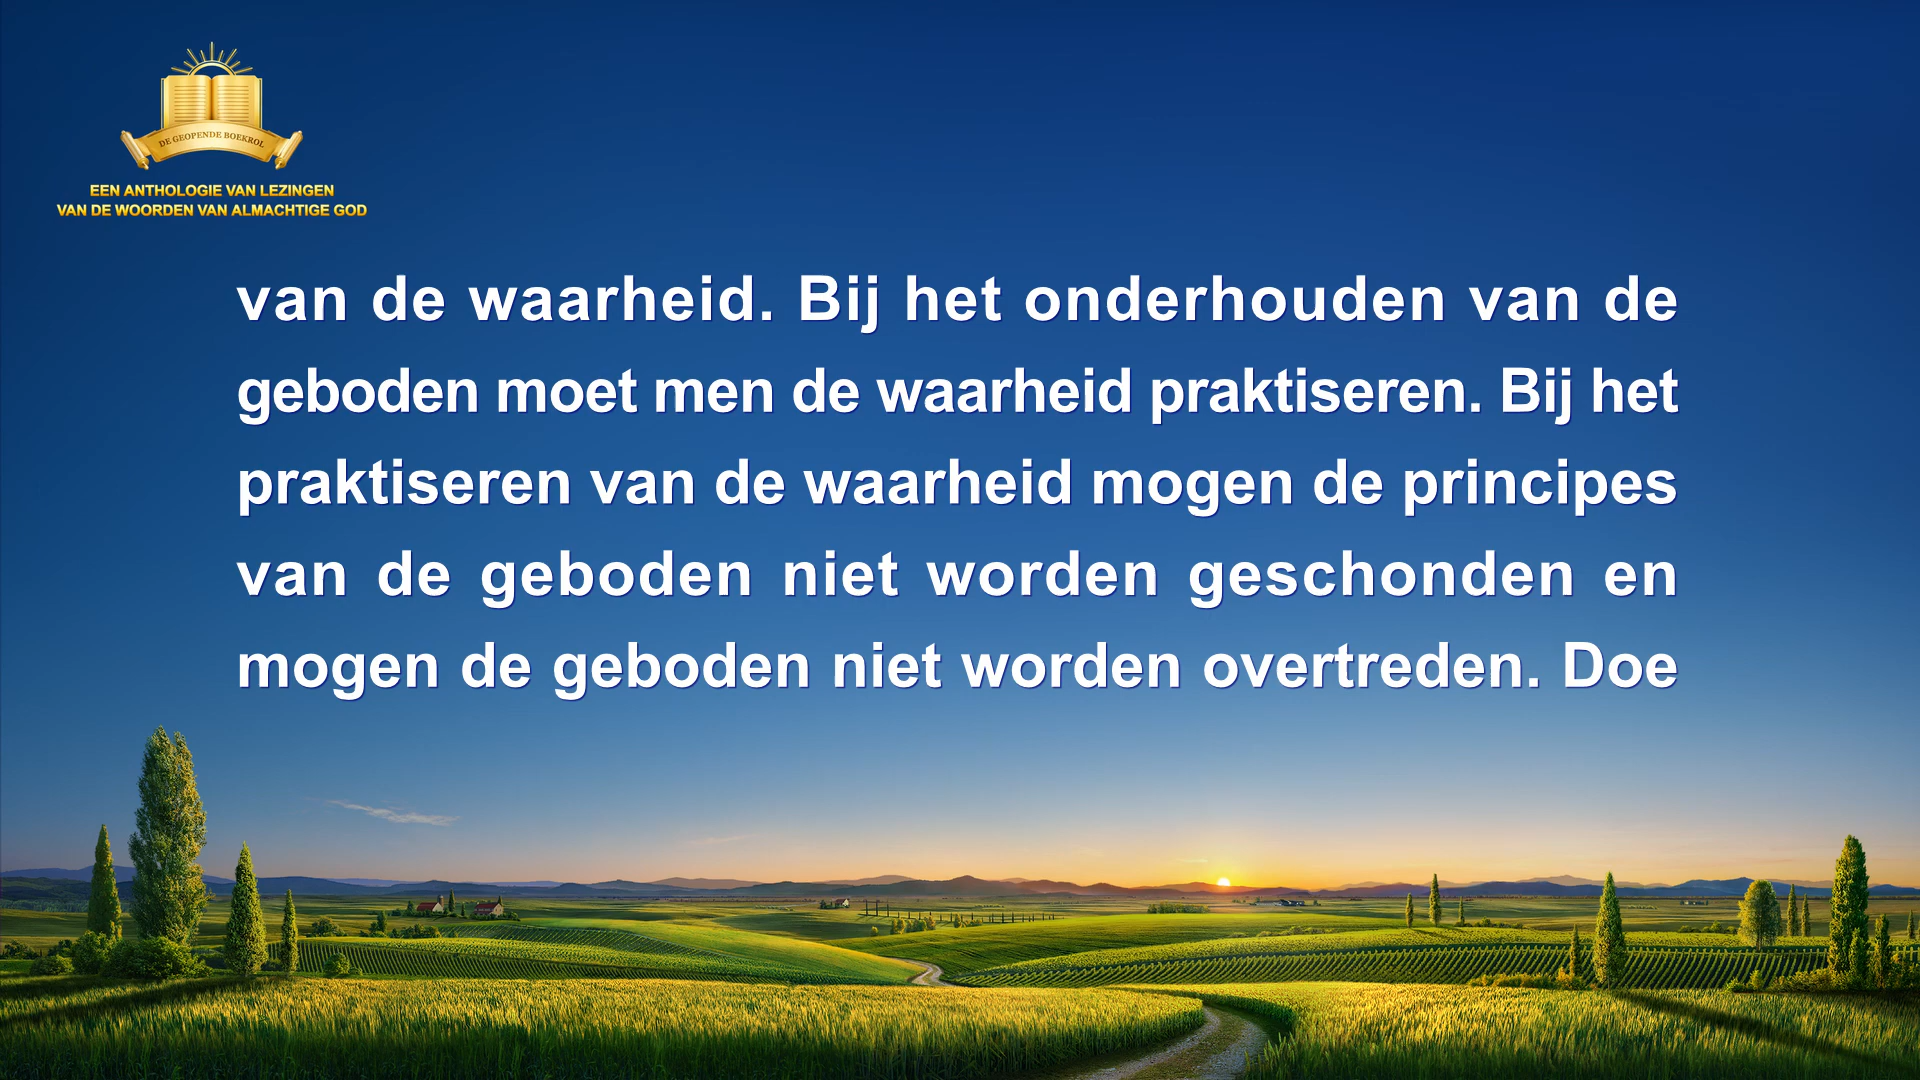 DE GEOPENDE BOEKROL
EEN ANTHOLOGIE VAN LEZINGEN
VAN DE WOORDEN VAN ALMACHTIGE GOD
van de waarheid. Bij het onderhouden van de
geboden moet men de waarheid praktiseren. Bij het
praktiseren van de waarheid mogen de principes
van de geboden niet worden geschonden en
mogen de geboden niet worden overtreden. Doe